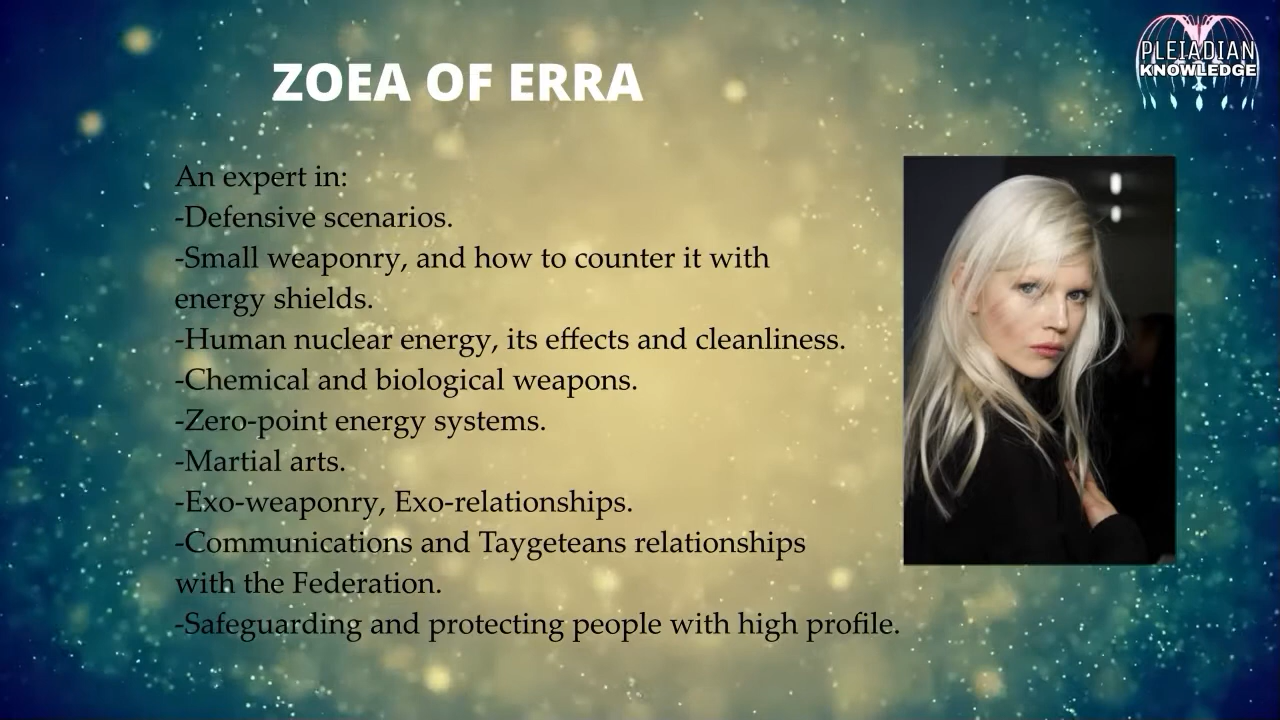 PLEIADIAN
KNOWLEDGE
ZOEA OF ERRA
An expert in:
-Defensive scenarios.
-Small weaponry, and how to counter it with
energy shields.
-Human nuclear energy, its effects and cleanliness.
-Chemical and biological weapons.
-Zero-point energy systems.
-Martial arts.
-Exo-weaponry, Exo-relationships.
-Communications and Taygeteans relationships
with the Federation.
-Safeguarding and protecting people with high profile.